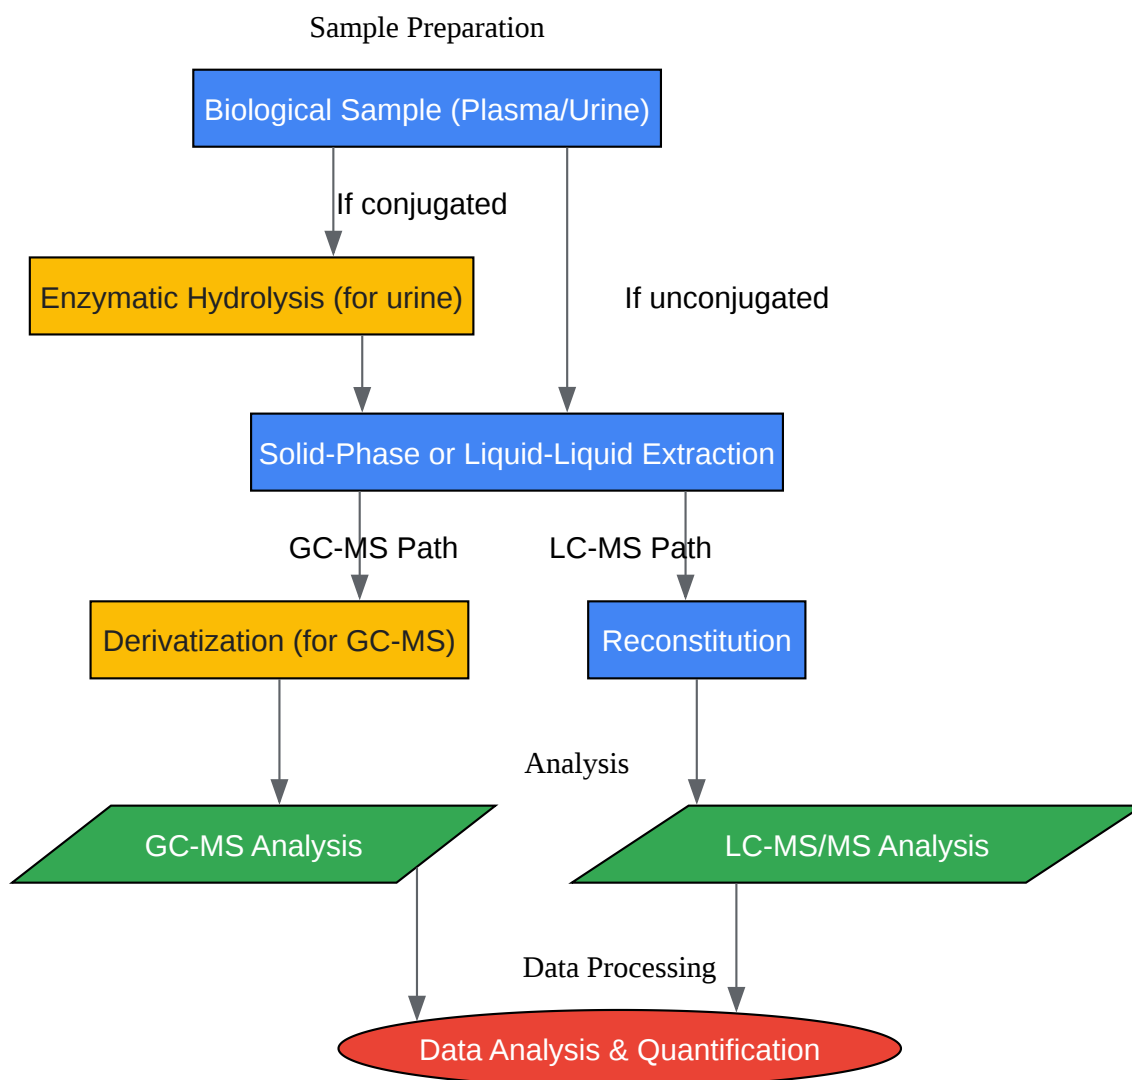 Sample Preparation
Biological Sample (Plasma/Urine)
If conjugated
Enzymatic Hydrolysis (for urine)
If unconjugated
Solid-Phase or Liquid-Liquid Extraction
GC-MS Path
LC-MS Path
Derivatization (for GC-MS)
Reconstitution
Analysis
GC-MS Analysis
LC-MS/MS Analysis
Data Processing
Data Analysis & Quantification